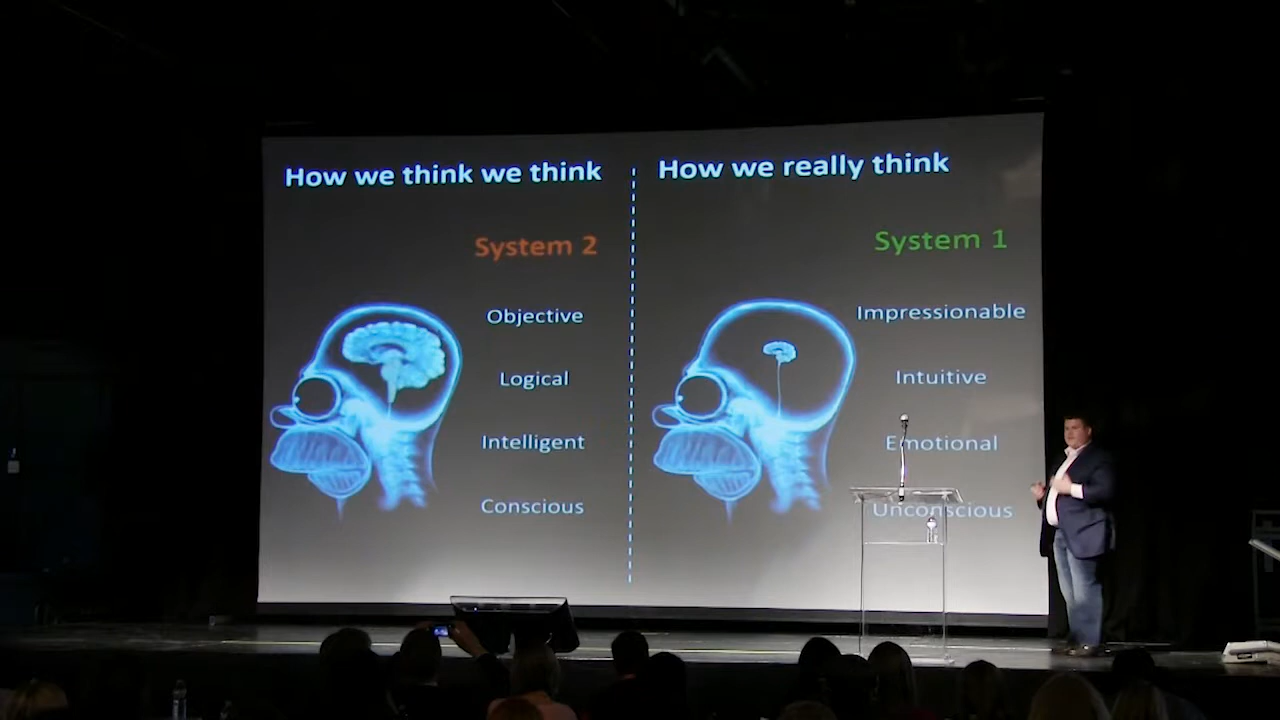 How we think we think
System 2
Objective
Logical
Intelligent
Conscious
How we really think
System 1
Impressionable
Intuitive
Emotional
Unconscious